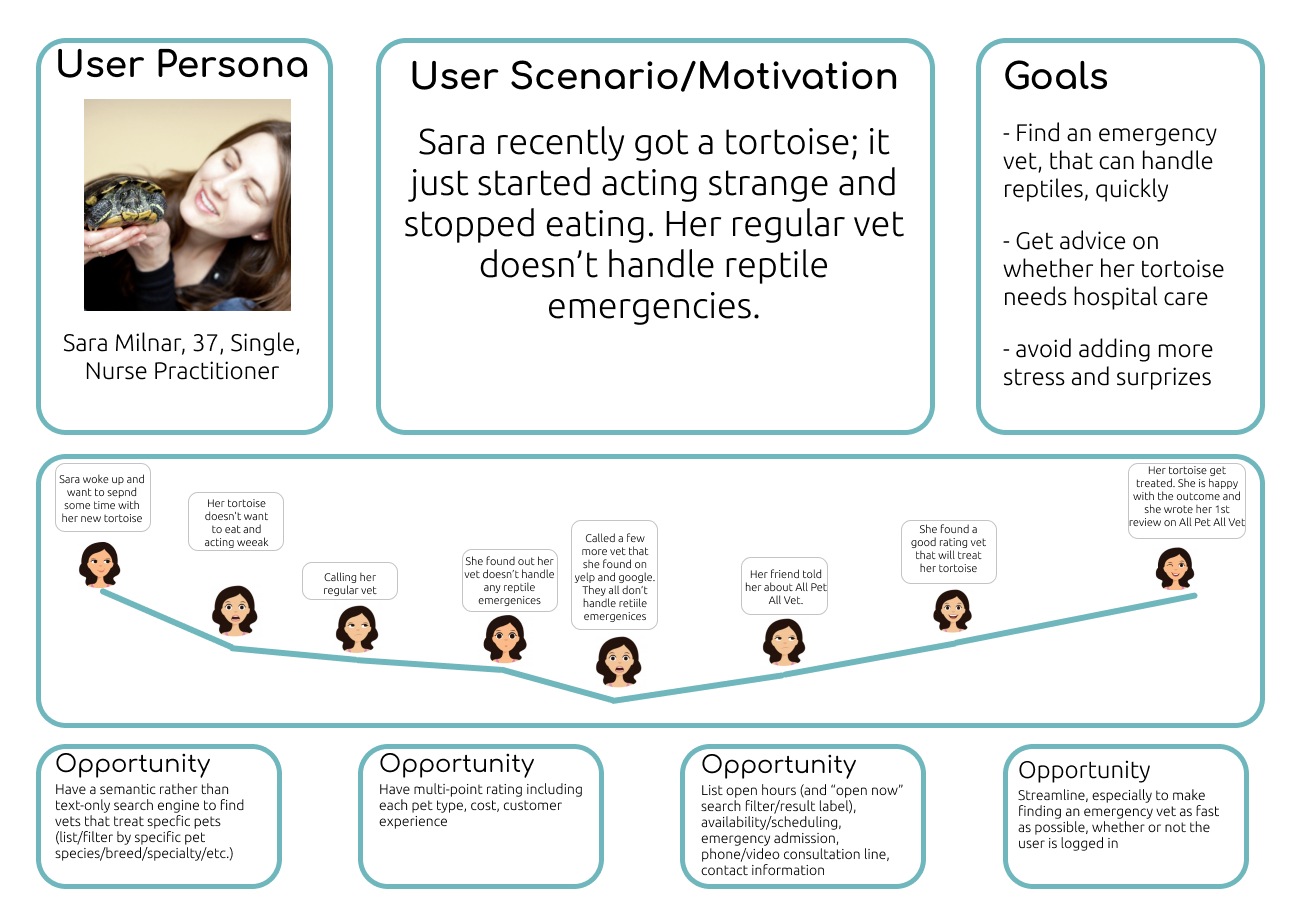 User Persona
Sara Milnar, 37, Single,
Nurse Practitioner
User Scenario/Motivation
Sara recently got a tortoise; it
just started acting strange and
stopped eating. Her regular vet
doesn't handle reptile
emergencies.
Goals
- Find an emergency
vet, that can handle
reptiles, quickly
- Get advice on
whether her tortoise
needs hospital care
- avoid adding more
stress and surprizes
Sara woke up and
want to sepnd
some time with
her new tortoise
Her tortoise
doesn't want
to eat and
acting weeak
Calling her
regular vet
She found out her
vet doesn't handle
any reptile
emergenices
Called a few
more vet that
she found on
yelp and google.
They all don't
handle retiile
emergenices
Her friend told
her about All Pet
All Vet.
She found a
good rating vet
that will treat
her tortoise
Her tortoise get
treated. She is happy
with the outcome and
she wrote her 1st
review on All Pet All Vet
Opportunity
Have a semantic rather than
text-only search engine to find
vets that treat specfic pets
(list/filter by specific pet
species/breed/specialty/etc.)
Opportunity
Have multi-point rating including
each pet type, cost, customer
experience
Opportunity
List open hours (and "open now"
search filter/result label),
availability/scheduling,
emergency admission,
phone/video consultation line,
contact information
Opportunity
Streamline, especially to make
finding an emergency vet as fast
as possible, whether or not the
user is logged in